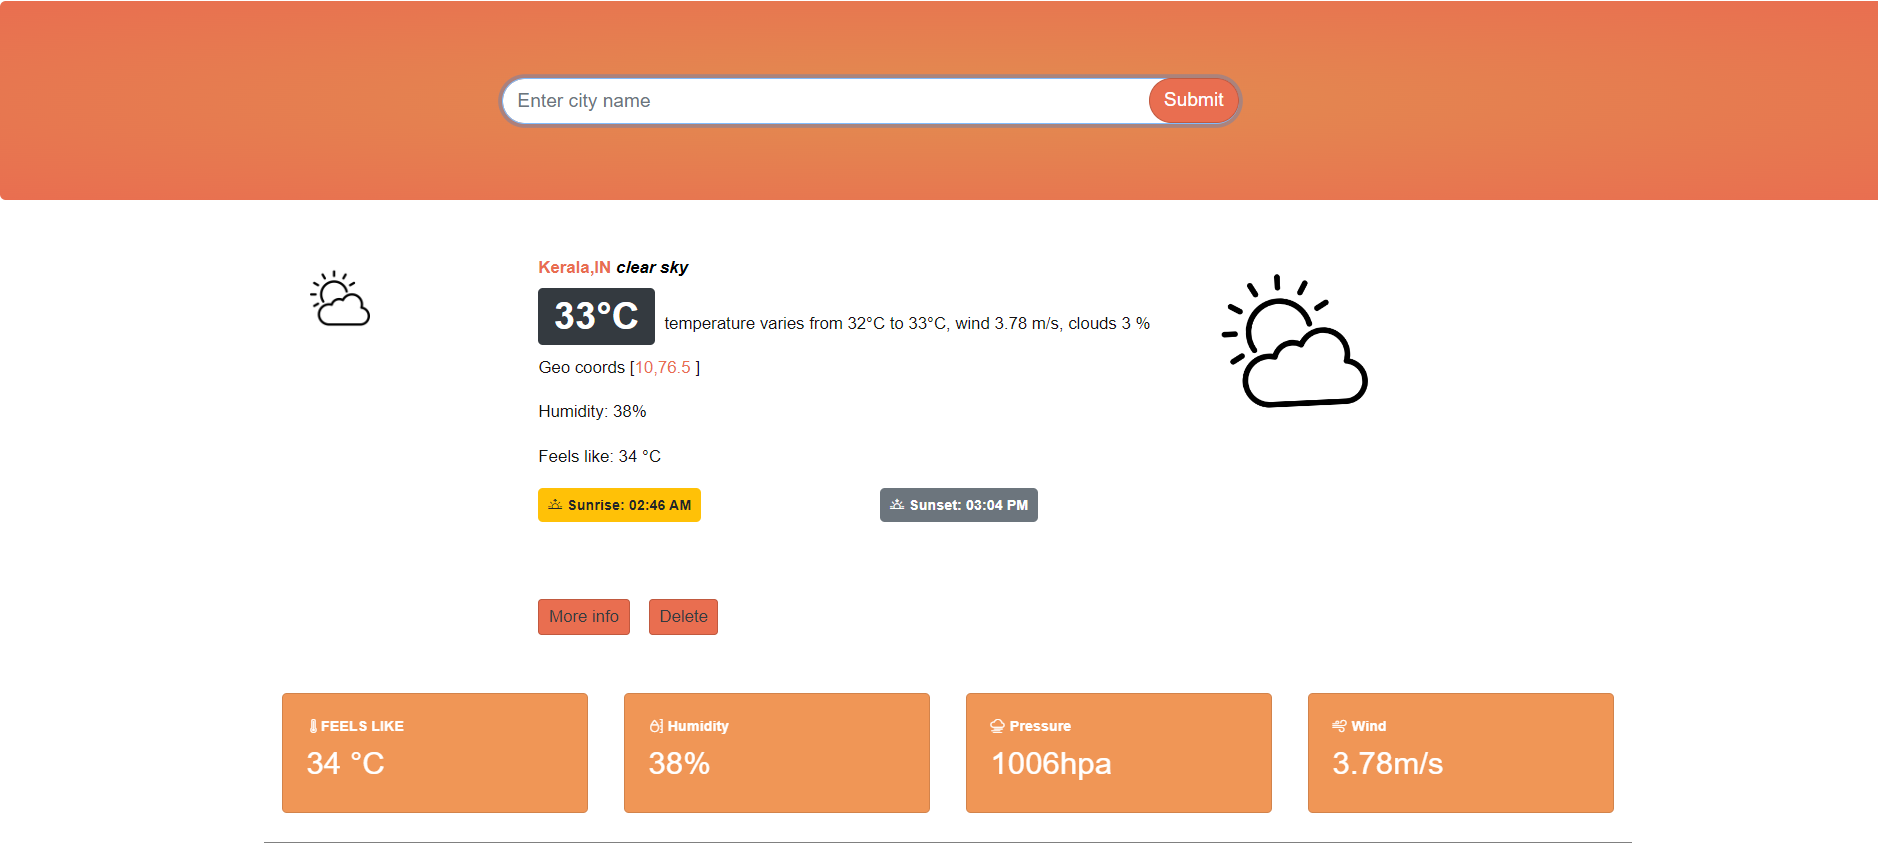 Enter city name
Submit
Kerala,IN clear sky
33°C temperature varies from 32°C to 33°C, wind 3.78 m/s, clouds 3 %
Geo coords [10,76.5 ]
Humidity: 38%
Feels like: 34 °C
Sunrise: 02:46 AM
Sunset: 03:04 PM
More info
Delete
FEELS LIKE
34 °C
Humidity
38%
Pressure
1006hpa
Wind
3.78m/s